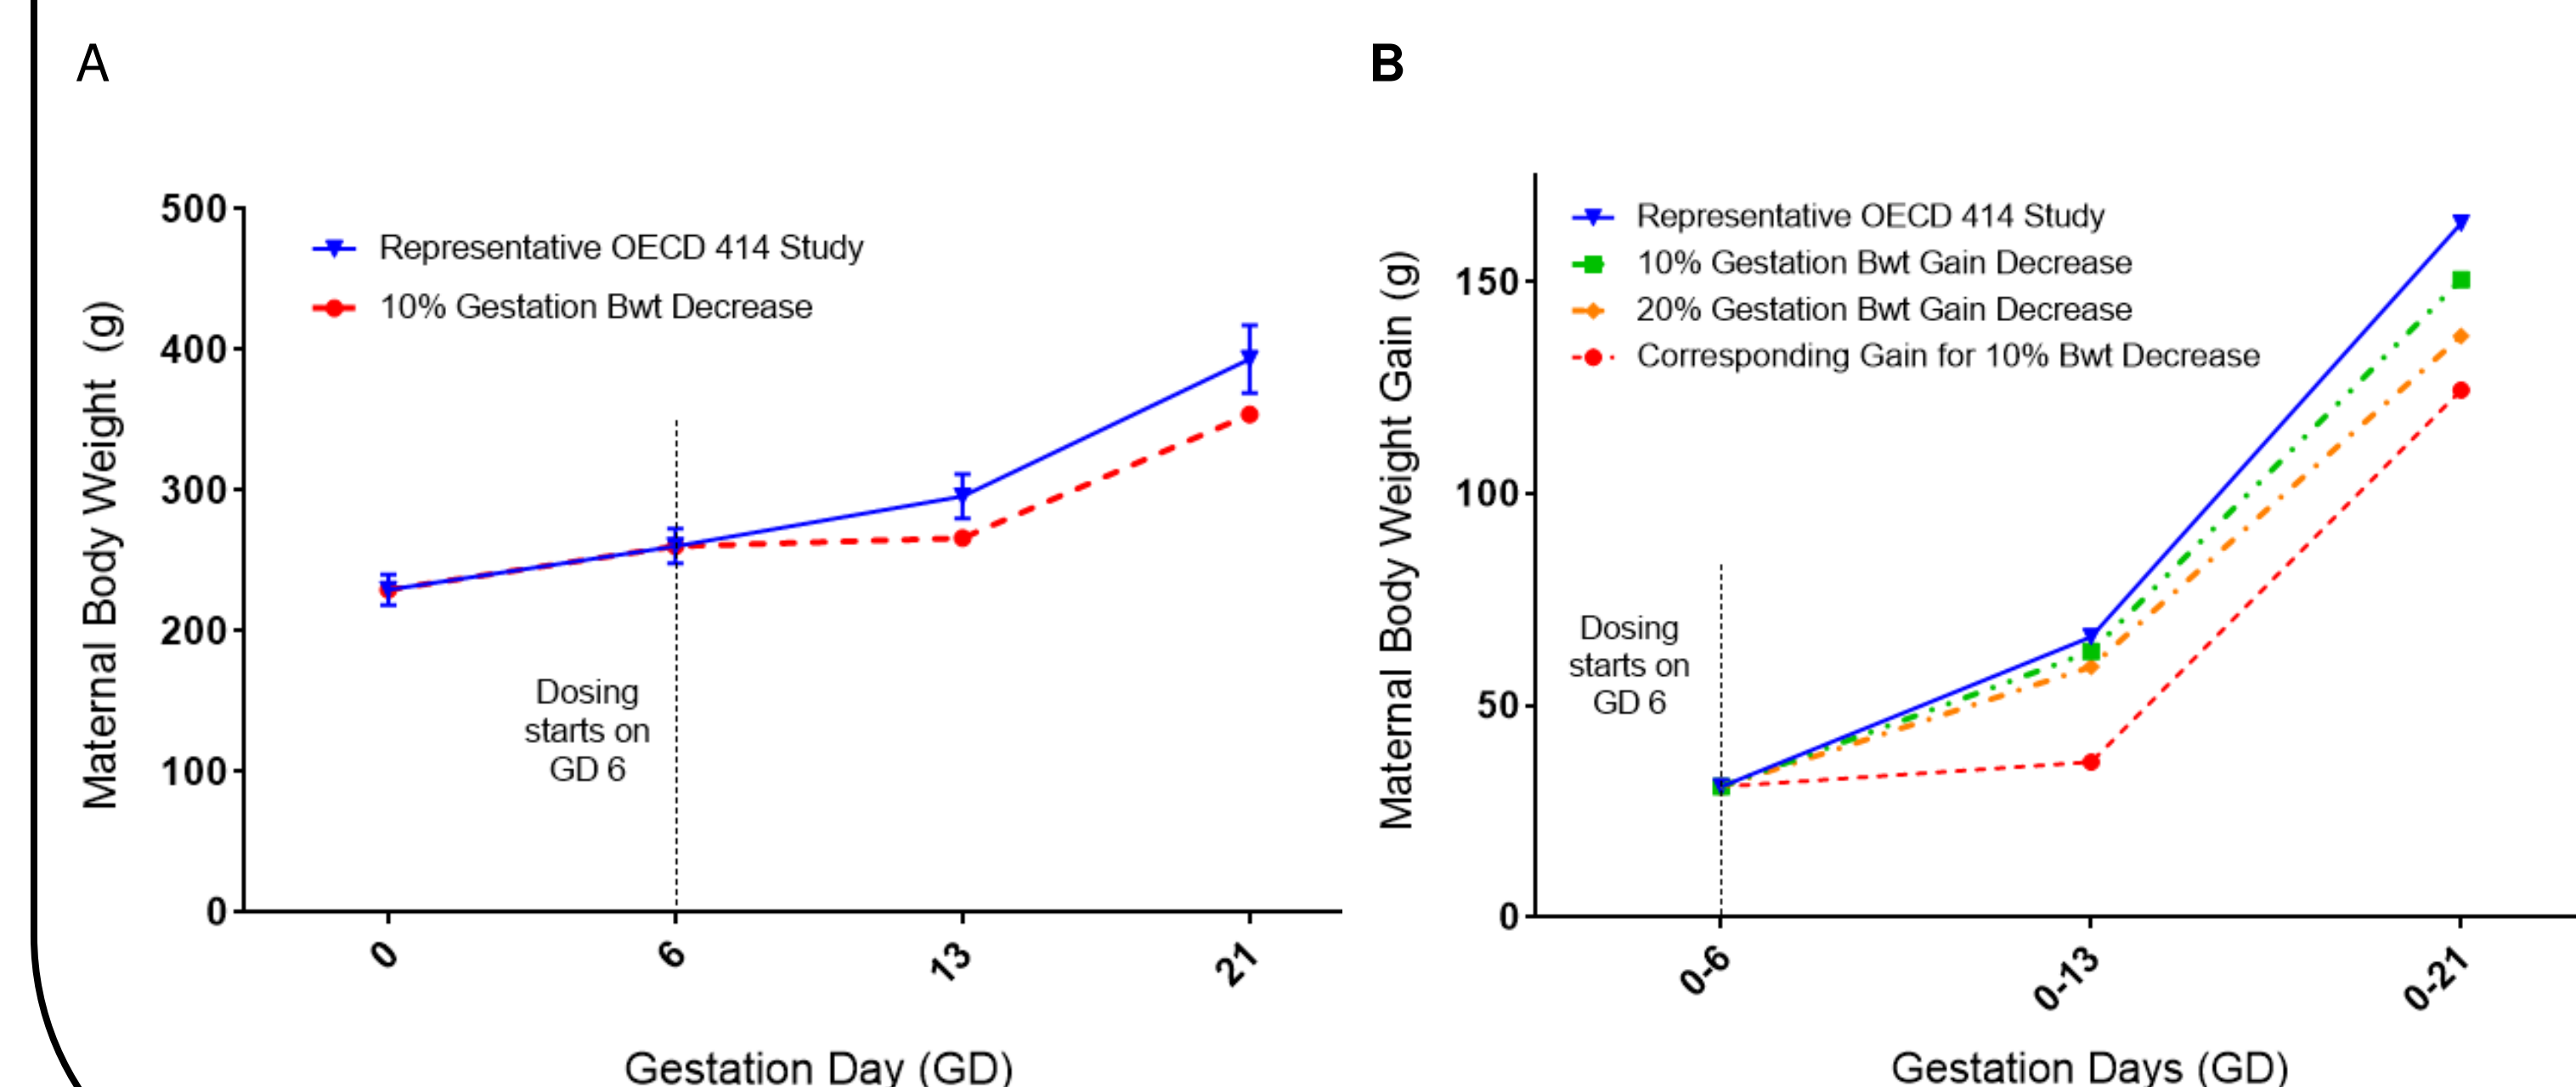 A
Maternal Body Weight (g)
500
400
300
200
100
0
Representative OECD 414 Study
10% Gestation Bwt Decrease
Dosing
starts on
GD 6
0
6
13
21
Gestation Day (GD)
B
Maternal Body Weight Gain (g)
150
100
50
0
Representative OECD 414 Study
10% Gestation Bwt Gain Decrease
20% Gestation Bwt Gain Decrease
Corresponding Gain for 10% Bwt Decrease
Dosing
starts on
GD 6
0-6
0-13
0-21
Gestation Days (GD)